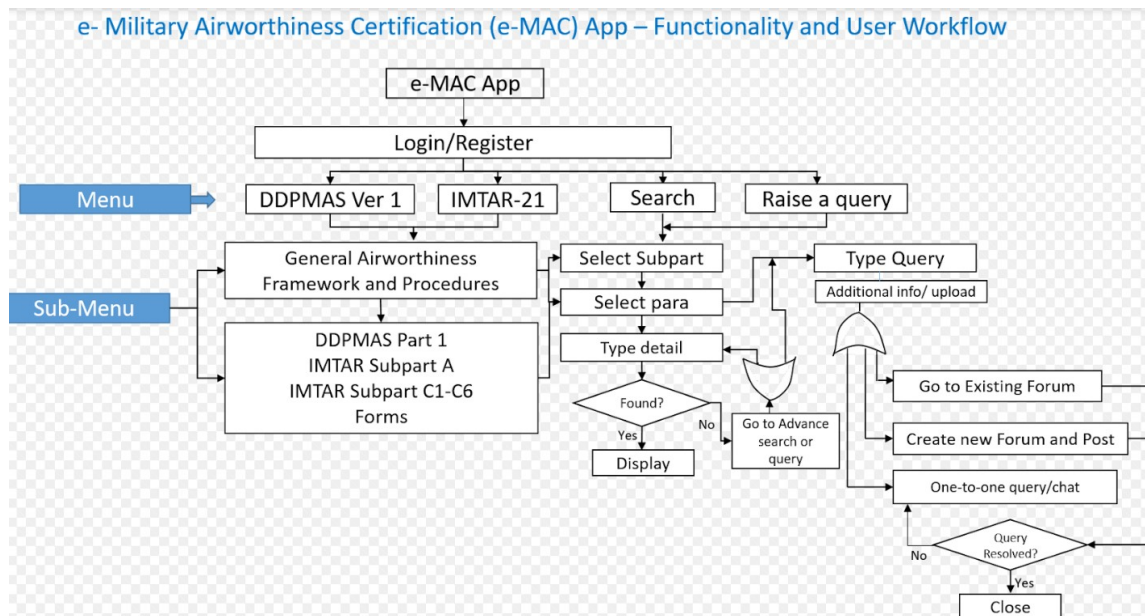 e- Military Airworthiness Certification (e-MAC) App – Functionality and User Workflow
e-MAC App
Login/Register
Menu
DDPMAS Ver 1
IMTAR-21
Search
Raise a query
Sub-Menu
General Airworthiness
Framework and Procedures
Select Subpart
Type Query
Additional info/ upload
Select para
DDPMAS Part 1
IMTAR Subpart A
IMTAR Subpart C1-C6
Forms
Type detail
Found?
Yes
No
Display
Go to Advance
search or
query
Go to Existing Forum
Create new Forum and Post
One-to-one query/chat
Query
Resolved?
No
Yes
Close